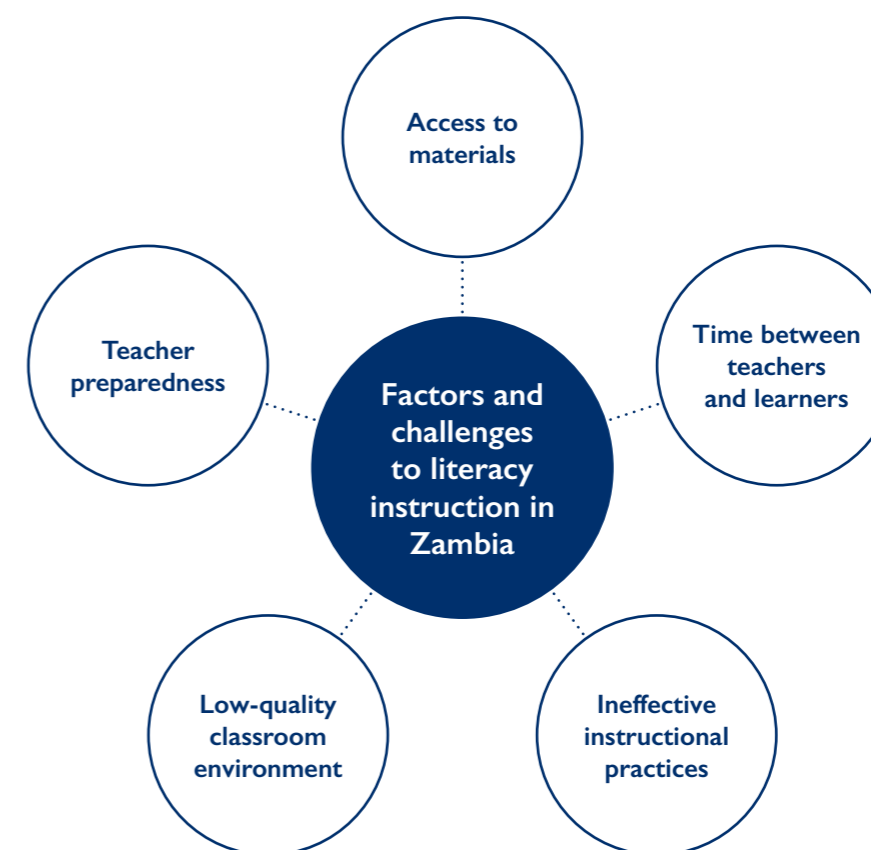 Access to
materials
Time between
teachers
and learners
Teacher
preparedness
Factors and
challenges
to literacy
instruction in
Zambia
Low-quality
classroom
environment
Ineffective
instructional
practices